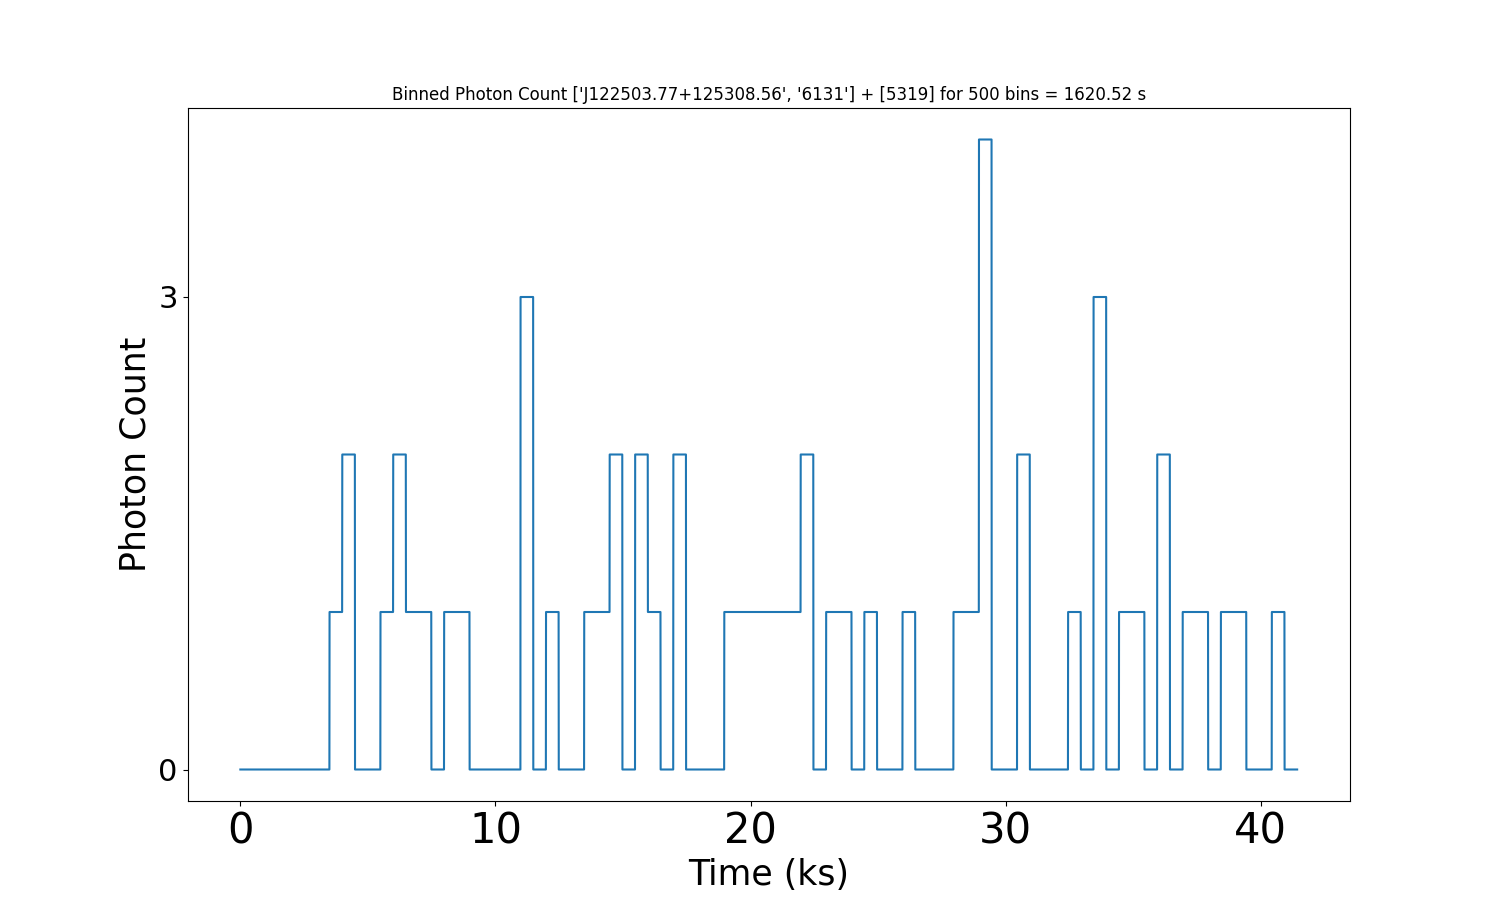 Binned Photon Count ['J122503.77+125308.56', '6131'] + [5319] for 500 bins = 1620.52 s
Photon Count
3
0
0 10 20 30 40
Time (ks)